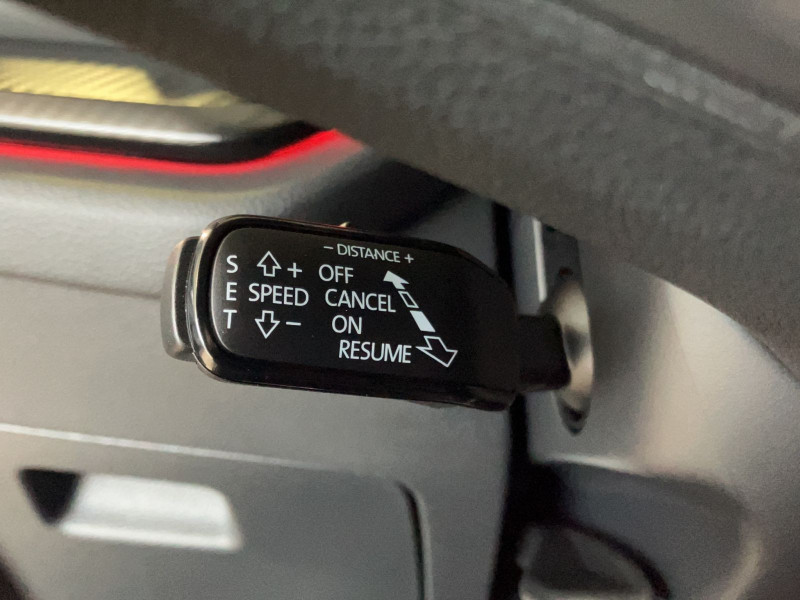 – DISTANCE +
S + OFF
E SPEED CANCEL
T – ON
RESUME